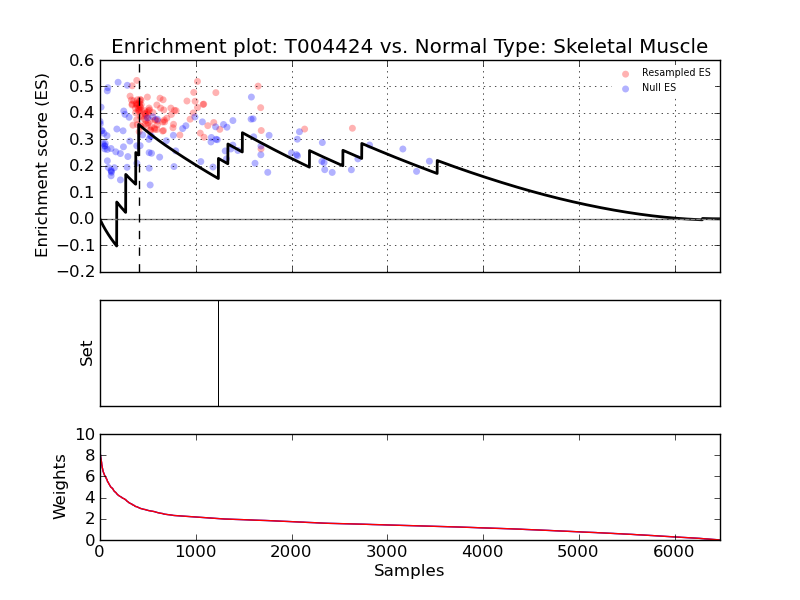 Enrichment plot: T004424 vs. Normal Type: Skeletal Muscle
0.6
0.5
0.4
0.3
0.2
0.1
0.0
−0.1
−0.2
Enrichment score (ES)
Resampled ES
Null ES
Set
10
8
6
4
2
0
Weights
0 1000 2000 3000 4000 5000 6000
Samples